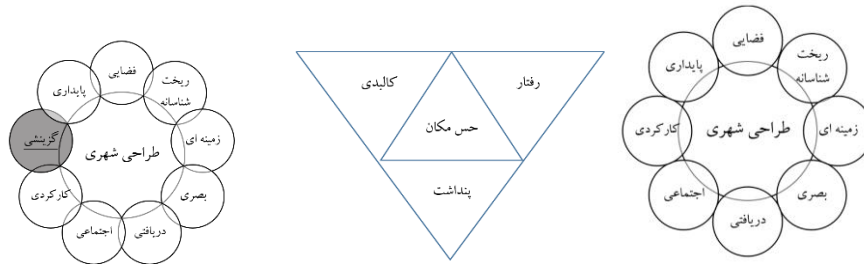 فضایی
ریخت
شناسانه
زمینه ای
بصری
دریافتی
اجتماعی
کارکردی
گزینشی
پایداری
طراحی شهری
کالبدی
رفتار
حس مکان
پنداشت
فضایی
ریخت
شناسانه
زمینه ای
بصری
دریافتی
اجتماعی
کارکردی
پایداری
طراحی شهری